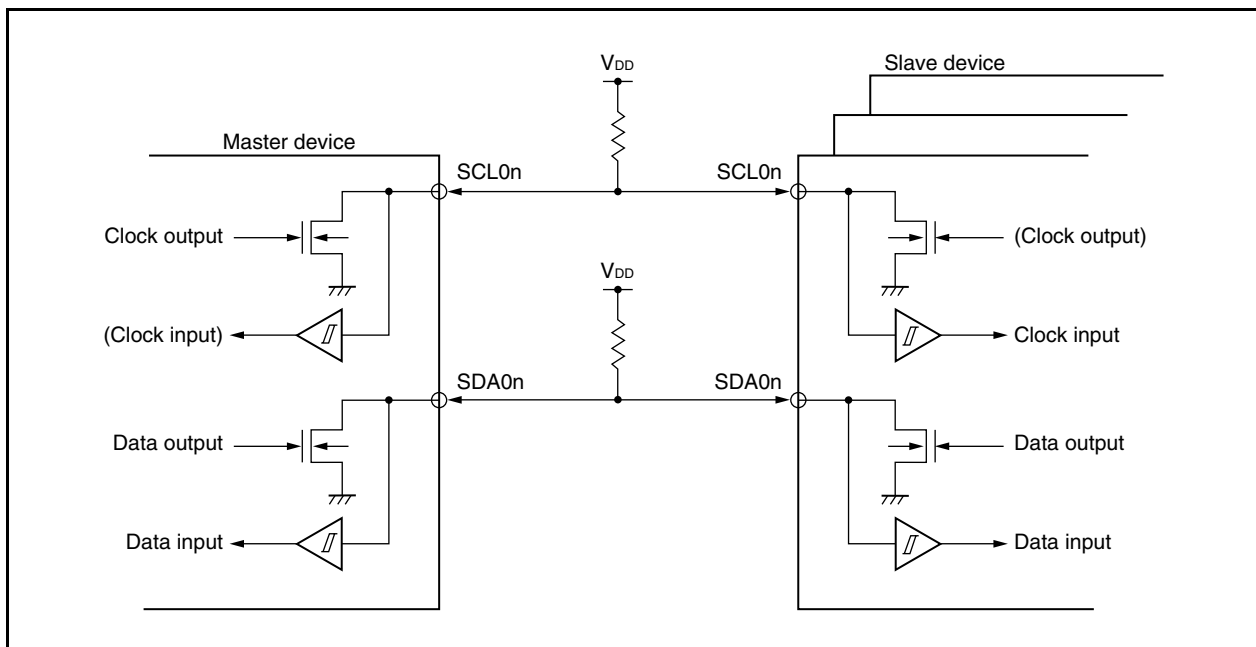 VDD
Slave device
Master device
SCL0n
SCL0n
Clock output
(Clock output)
VDD
(Clock input)
Clock input
SDA0n
SDA0n
Data output
Data output
Data input
Data input